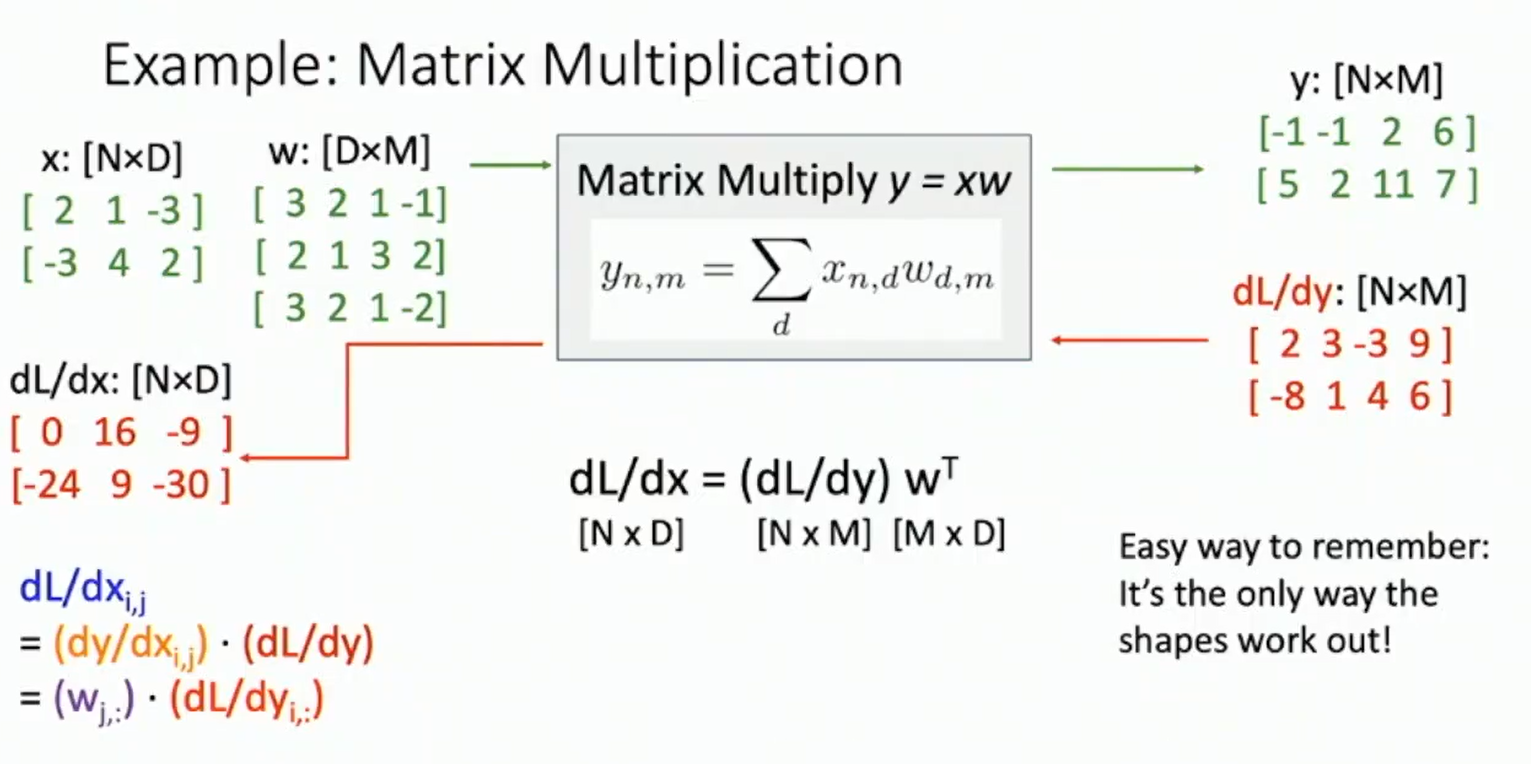 Example: Matrix Multiplication
x: [N×D]
[ 2 1 -3 ]
[ -3 4 2 ]
w: [D×M]
[ 3 2 1 -1]
[ 2 1 3 2]
[ 3 2 1 -2]
Matrix Multiply y = xw
y_{n,m} = ∑_d x_{n,d}w_{d,m}
y: [N×M]
[-1 -1 2 6 ]
[ 5 2 11 7 ]
dL/dy: [N×M]
[ 2 3 -3 9 ]
[ -8 1 4 6 ]
dL/dx: [N×D]
[ 0 16 -9 ]
[-24 9 -30 ]
dL/dx = (dL/dy) w^T
[N x D] [N x M] [M x D]
dL/dx_{i,j}
= (dy/dx_{i,j}) · (dL/dy)
= (w_{j,:}) · (dL/dy_{i,:})
Easy way to remember:
It's the only way the
shapes work out!